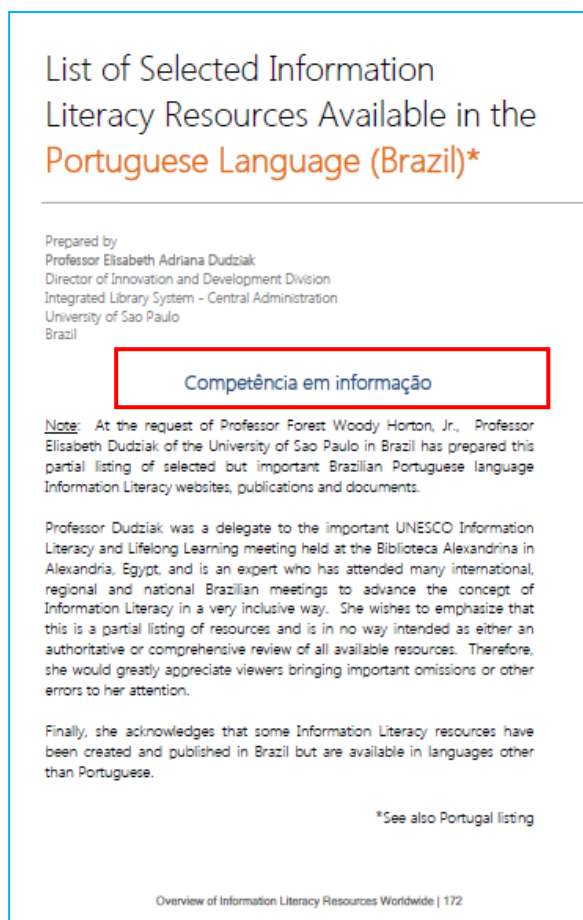 List of Selected Information
Literacy Resources Available in the
Portuguese Language (Brazil)*
Prepared by
Professor Elisabeth Adriana Dudziak
Director of Innovation and Development Division
Integrated Library System – Central Administration
University of Sao Paulo
Brazil
Competência em informação
Note: At the request of Professor Forest Woody Horton, Jr., Professor
Elisabeth Dudziak of the University of Sao Paulo in Brazil has prepared this
partial listing of selected but important Brazilian Portuguese language
Information Literacy websites, publications and documents.
Professor Dudziak was a delegate to the important UNESCO Information
Literacy and Lifelong Learning meeting held at the Biblioteca Alexandrina in
Alexandria, Egypt, and is an expert who has attended many international,
regional and national Brazilian meetings to advance the concept of
Information Literacy in a very inclusive way. She wishes to emphasize that
this is a partial listing of resources and is in no way intended as either an
authoritative or comprehensive review of all available resources. Therefore,
she would greatly appreciate viewers bringing important omissions or other
errors to her attention.
Finally, she acknowledges that some Information Literacy resources have
been created and published in Brazil but are available in languages other
than Portuguese.
*See also Portugal listing
Overview of Information Literacy Resources Worldwide | 172